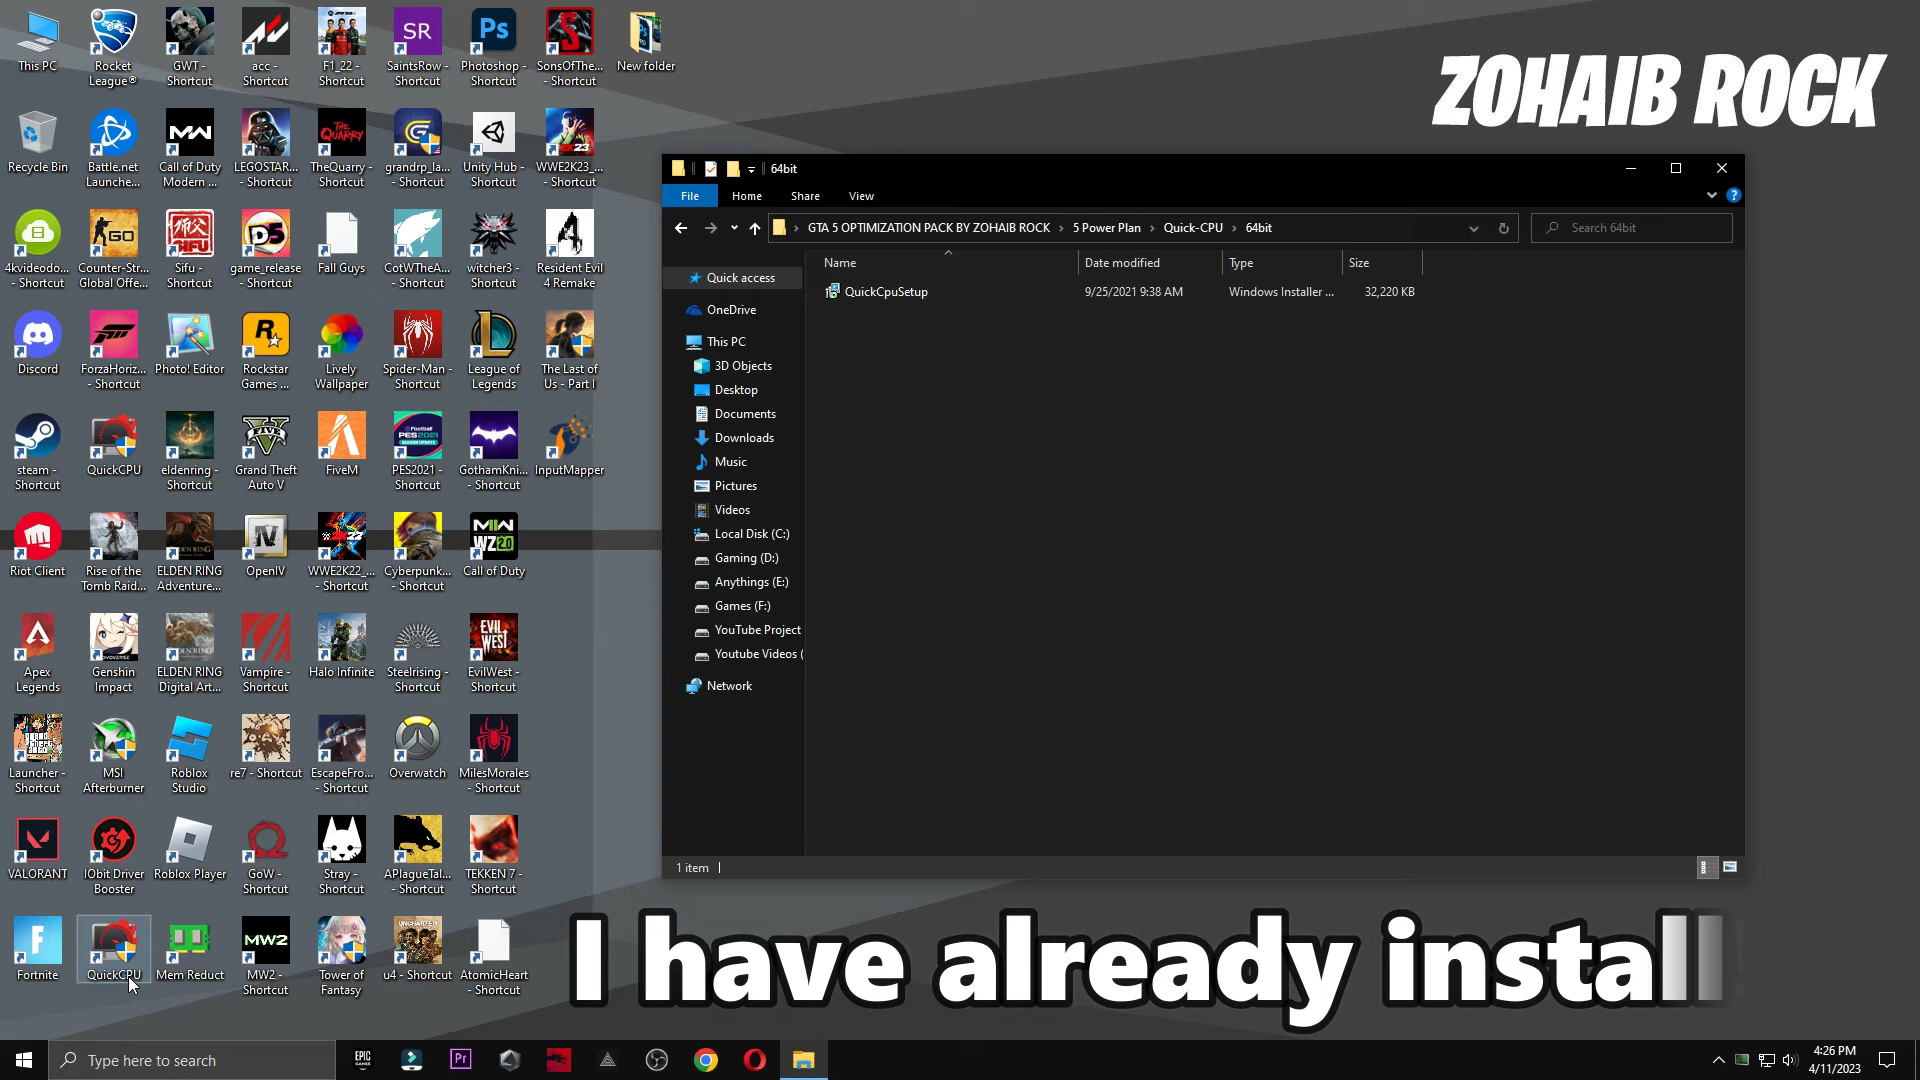 This PC
Rocket League®
GWT - Shortcut
acc - Shortcut
F1_22 - Shortcut
SR
SaintsRow - Shortcut
Ps
Photoshop - Shortcut
SonsOfThe... - Shortcut
New folder
ZOHAIB ROCK
Recycle Bin
Battle.net Launche...
Call of Duty Modern ...
LEGOSTAR... - Shortcut
TheQuarry - Shortcut
grandrp_la... - Shortcut
Unity Hub - Shortcut
WWE2K23_... - Shortcut
4kvideodo... - Shortcut
Counter-Str... Global Offe...
Sifu - Shortcut
game_release - Shortcut
Fall Guys
CotWTheA... - Shortcut
witcher3 - Shortcut
Resident Evil 4 Remake
Discord
ForzaHoriz... - Shortcut
Photo! Editor
Rockstar Games ...
Lively Wallpaper
Spider-Man - Shortcut
League of Legends
The Last of Us - Part I
steam - Shortcut
QuickCPU
eldenring - Shortcut
Grand Theft Auto V
FiveM
PES2021 - Shortcut
GothamKni... - Shortcut
InputMapper
Riot Client
Rise of the Tomb Raid...
ELDEN RING Adventure...
OpenIV
WWE2K22_... - Shortcut
Cyberpunk... - Shortcut
Call of Duty
Apex Legends
Genshin Impact
ELDEN RING Digital Art...
Vampire - Shortcut
Halo Infinite
Steelrising - Shortcut
EvilWest - Shortcut
Launcher - Shortcut
MSI Afterburner
Roblox Studio
re7 - Shortcut
EscapeFro... - Shortcut
Overwatch
MilesMorales - Shortcut
VALORANT
IObit Driver Booster
Roblox Player
GoW - Shortcut
Stray - Shortcut
APlagueTal... - Shortcut
TEKKEN 7 - Shortcut
Fortnite
QuickCPU
Mem Reduct
MW2 - Shortcut
Tower of Fantasy
u4 - Shortcut
AtomicHeart - Shortcut
64bit
File Home Share View
GTA 5 OPTIMIZATION PACK BY ZOHAIB ROCK > 5 Power Plan > Quick-CPU > 64bit
Search 64bit
Name Date modified Type Size
QuickCpuSetup 9/25/2021 9:38 AM Windows Installer ... 32,220 KB
Quick access
OneDrive
This PC
3D Objects
Desktop
Documents
Downloads
Music
Pictures
Videos
Local Disk (C:)
Gaming (D:)
Anythings (E:)
Games (F:)
YouTube Project
Youtube Videos (
Network
1 item
I have already install
Type here to search
4:26 PM
4/11/2023